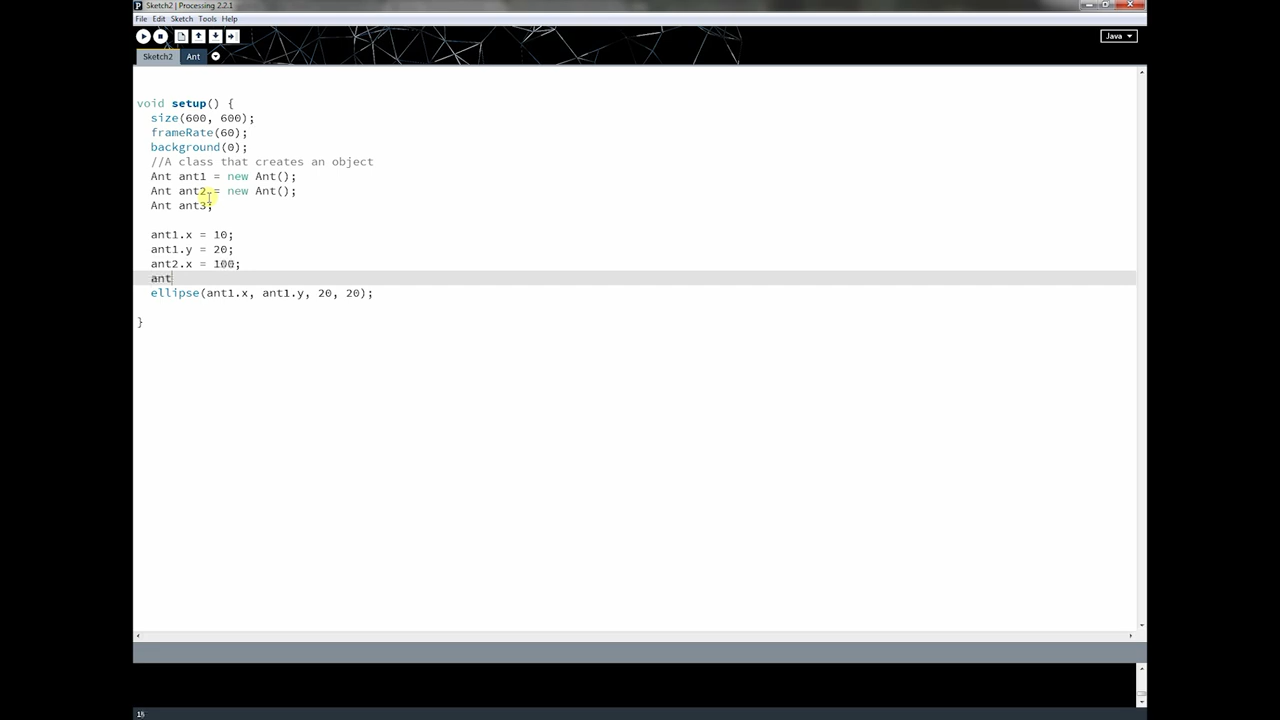 Sketch2 | Processing 2.2.1
File Edit Sketch Tools Help
Java
Sketch2 Ant
void setup() {
size(600, 600);
frameRate(60);
background(0);
//A class that creates an object
Ant ant1 = new Ant();
Ant ant2 = new Ant();
Ant ant3;
ant1.x = 10;
ant1.y = 20;
ant2.x = 100;
ant
ellipse(ant1.x, ant1.y, 20, 20);
}
15